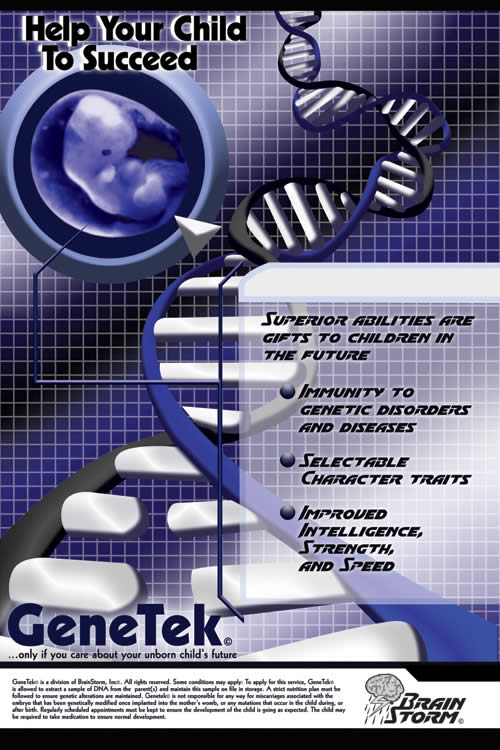 Help Your Child
To Succeed
Superior abilities are
gifts to children in
the future
Immunity to
genetic disorders
and diseases
Selectable
Character traits
Improved
Intelligence,
Strength,
and Speed
GeneTek©
...only if you care about your unborn child's future
GeneTek© is a division of BrainStorm, Inc©. All rights reserved. Some conditions may apply: To apply for this service, GeneTek©
is allowed to extract a sample of DNA from the parent(s) and maintain this sample on file in storage. A strict nutrition plan must be
followed to ensure genetic alterations are maintained. Genetek© is not responsible for any way for miscarriages associated with the
embryo that has been genetically modified once implanted into the mother's womb, or any mutations that occur in the child during, or
after birth. Regularly scheduled appointments must be kept to ensure the development of the child is going as expected. The child may
be required to take medication to ensure normal development.
Brain
Storm©